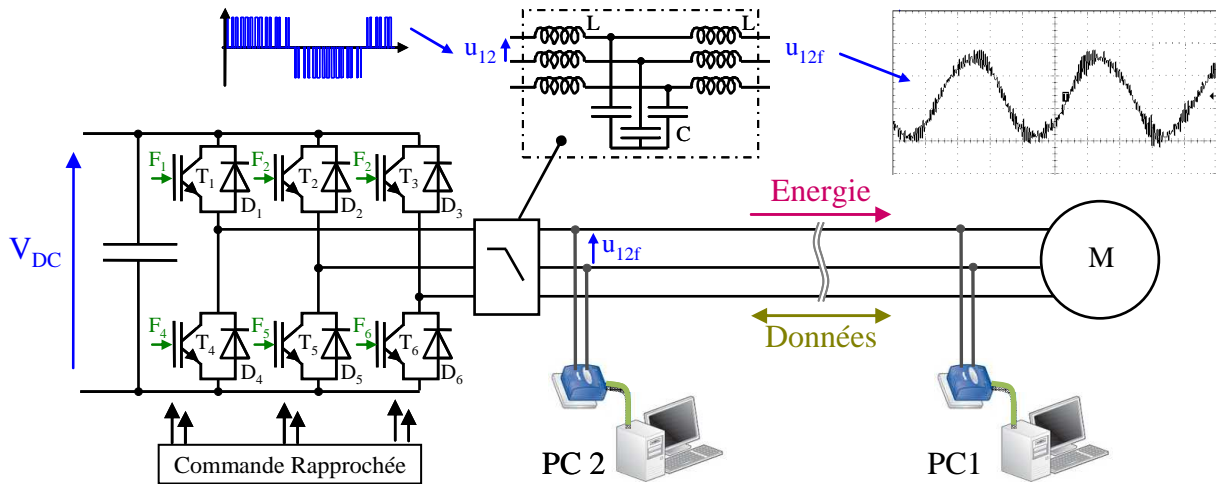 L L
u12 u12f
C
T
F1 F2 F2
T1 T2 T3
D1 D2 D3
Energie
VDC
u12f
M
F4 F5 F6
T4 T5 T6
D4 D5 D6
Données
Commande Rapprochée
PC 2
PC1